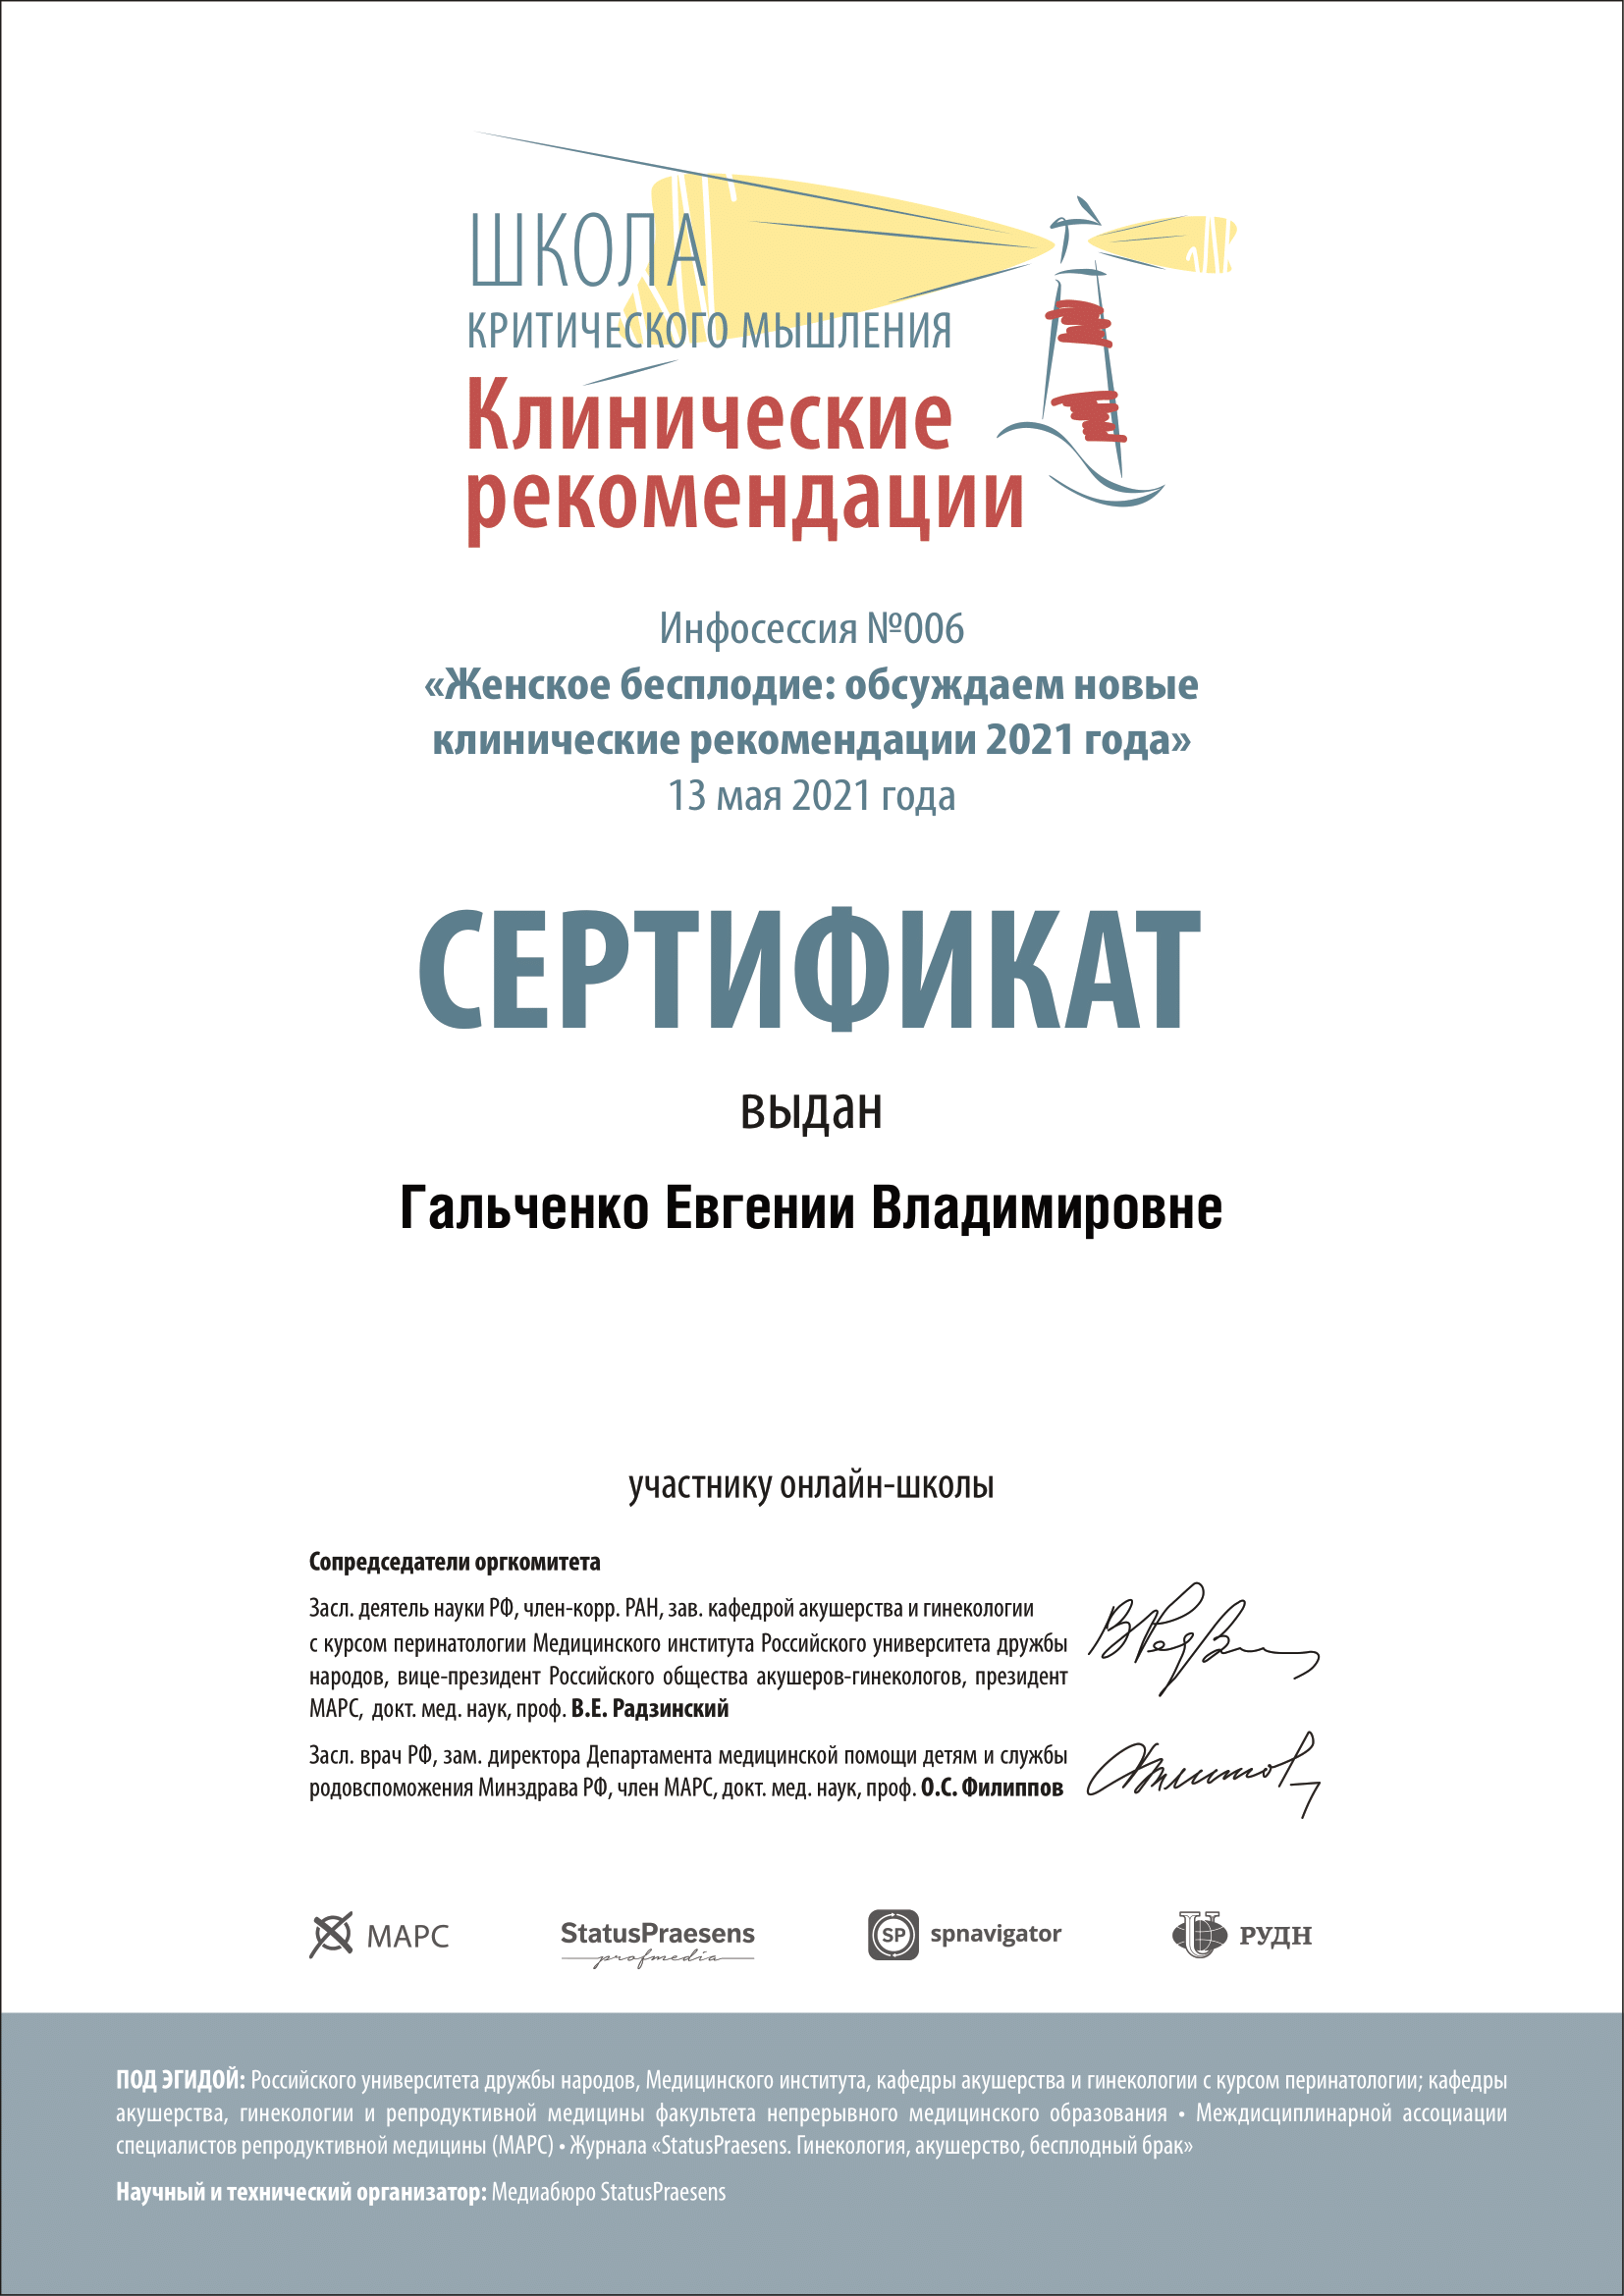 ШКОЛА
КРИТИЧЕСКОГО МЫШЛЕНИЯ
Клинические
рекомендации
Инфосессия №006
«Женское бесплодие: обсуждаем новые
клинические рекомендации 2021 года»
13 мая 2021 года
СЕРТИФИКАТ
выдан
Гальченко Евгении Владимировне
участнику онлайн-школы
Сопредседатели оргкомитета
Засл. деятель науки РФ, член-корр. РАН, зав. кафедрой акушерства и гинекологии
с курсом перинатологии Медицинского института Российского университета дружбы
народов, вице-президент Российского общества акушеров-гинекологов, президент
МАРС, докт. мед. наук, проф. В.Е. Радзинский
Засл. врач РФ, зам. директора Департамента медицинской помощи детям и службы
родовспоможения Минздрава РФ, член МАРС, докт. мед. наук, проф. О.С. Филиппов
МАРС
StatusPraesens
profmedia
SP spnavigator
РУДН
ПОД ЭГИДОЙ: Российского университета дружбы народов, Медицинского института, кафедры акушерства и гинекологии с курсом перинатологии; кафедры
акушерства, гинекологии и репродуктивной медицины факультета непрерывного медицинского образования • Междисциплинарной ассоциации
специалистов репродуктивной медицины (МАРС) • Журнала «StatusPraesens. Гинекология, акушерство, бесплодный брак»
Научный и технический организатор: Медиабюро StatusPraesens